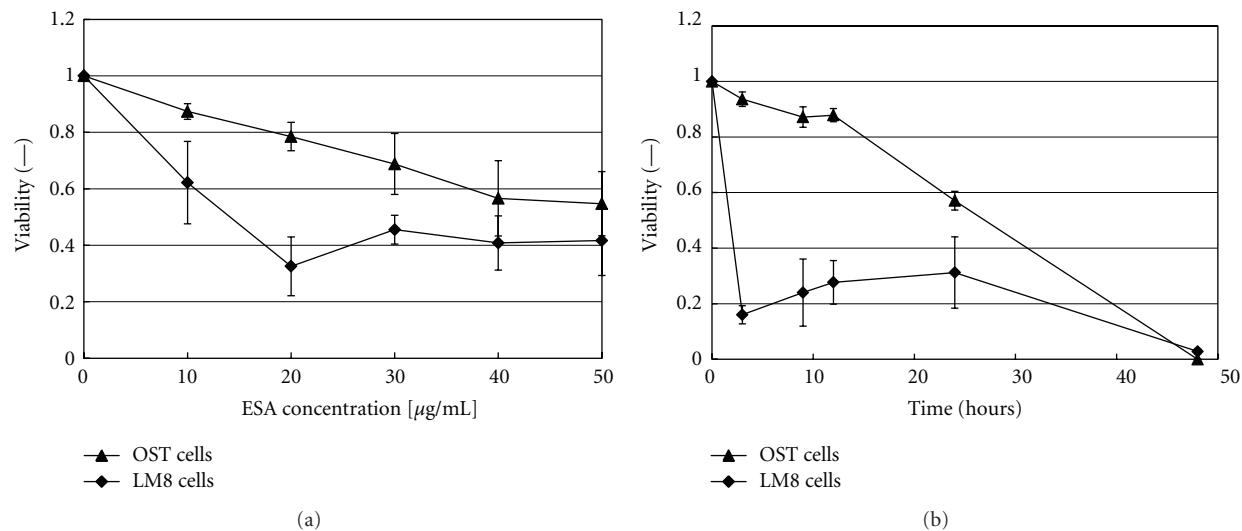 1.2
1
0.8
0.6
0.4
0.2
0
Viability (—)
0 10 20 30 40 50
ESA concentration [μg/mL]
OST cells
LM8 cells
(a)
1.2
1
0.8
0.6
0.4
0.2
0
Viability (—)
0 10 20 30 40 50
Time (hours)
OST cells
LM8 cells
(b)